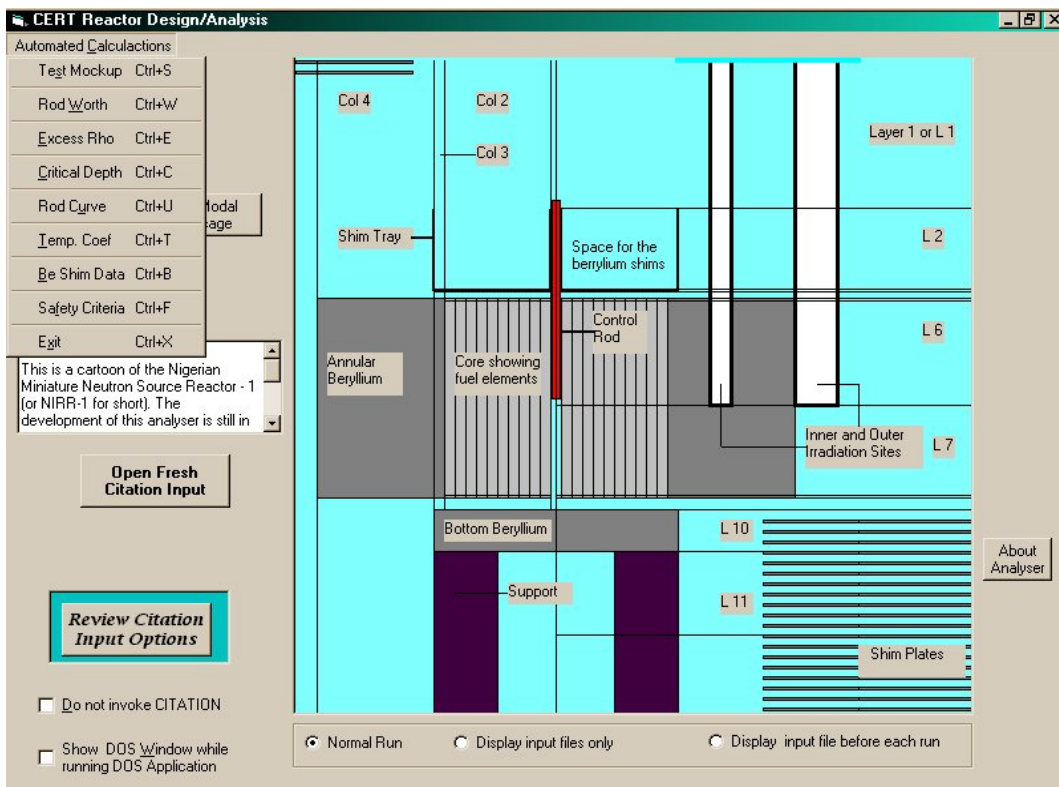 CERT Reactor Design/Analysis
Automated Calculactions
Test Mockup Ctrl+S
Rod Worth Ctrl+W
Excess Rho Ctrl+E
Critical Depth Ctrl+C
Rod Curve Ctrl+U
Temp. Coef Ctrl+T
Be Shim Data Ctrl+B
Safety Criteria Ctrl+F
Exit Ctrl+X
This is a cartoon of the Nigerian
Miniature Neutron Source Reactor - 1
(or NIRR-1 for short). The
development of this analyser is still in
Open Fresh
Citation Input
Review Citation
Input Options
Do not invoke CITATION
Show DOS Window while
running DOS Application
Col 4
Col 2
Col 3
Layer 1 or L 1
Shim Tray
Space for the
berrylium shims
L 2
Control
Rod
L 6
Annular
Beryllium
Core showing
fuel elements
Inner and Outer
Irradiation Sites
L 7
Bottom Beryllium
L 10
Support
L 11
Shim Plates
About
Analyser
Normal Run
Display input files only
Display input file before each run